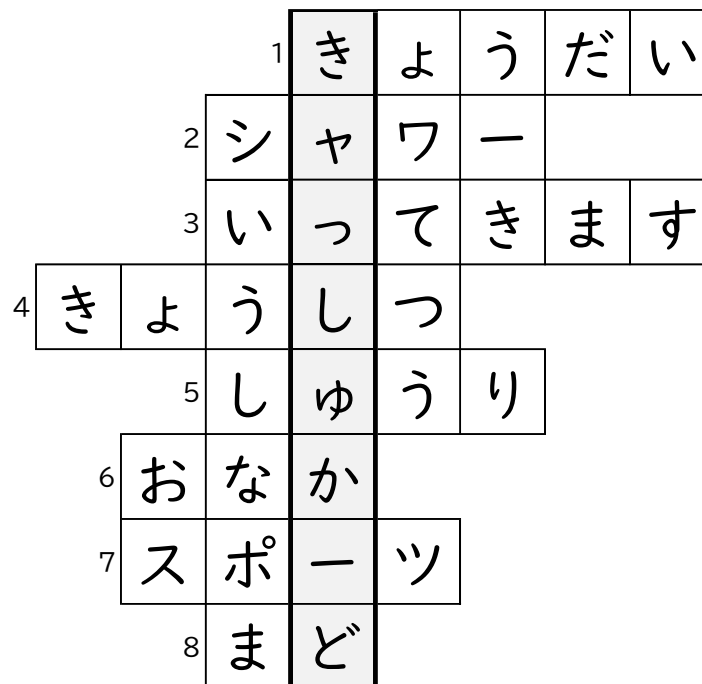 1 きょうだい
2 シャワー
3 いってきます
4 きょうしつ
5 しゅうり
6 おなか
7 スポーツ
8 まど